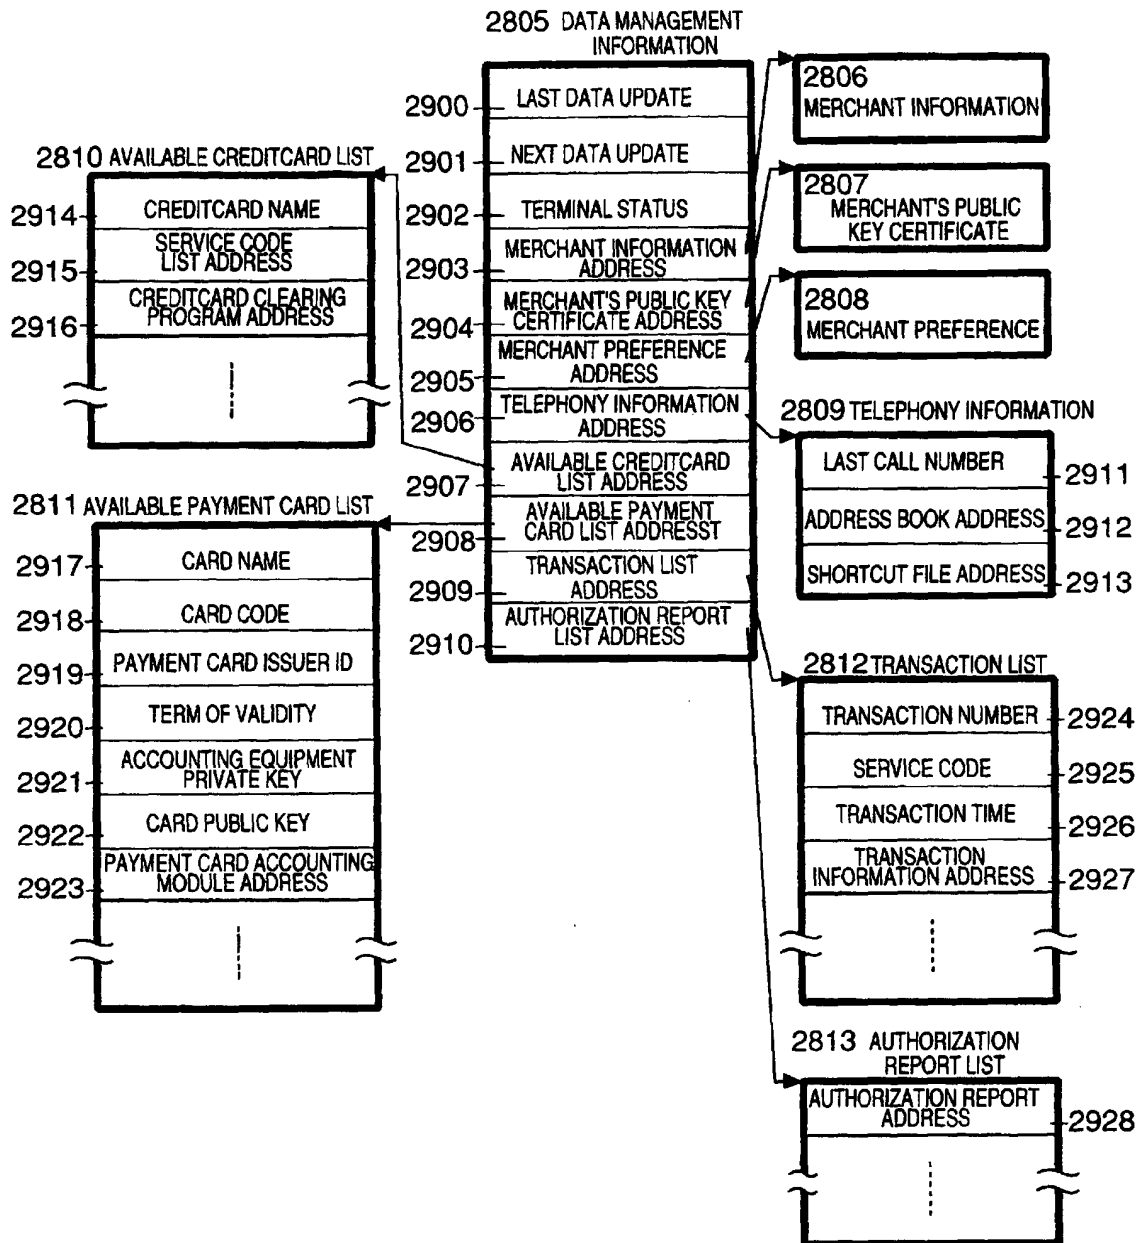 2805 DATA MANAGEMENT
INFORMATION
2900
LAST DATA UPDATE
2901
NEXT DATA UPDATE
2902
TERMINAL STATUS
2903
MERCHANT INFORMATION
ADDRESS
2904
MERCHANT'S PUBLIC KEY
CERTIFICATE ADDRESS
2905
MERCHANT PREFERENCE
ADDRESS
2906
TELEPHONY INFORMATION
ADDRESS
2907
AVAILABLE CREDITCARD
LIST ADDRESS
2908
AVAILABLE PAYMENT
CARD LIST ADDRESST
2909
TRANSACTION LIST
ADDRESS
2910
AUTHORIZATION REPORT
LIST ADDRESS
2810 AVAILABLE CREDITCARD LIST
2914
CREDITCARD NAME
2915
SERVICE CODE
LIST ADDRESS
2916
CREDITCARD CLEARING
PROGRAM ADDRESS
2811 AVAILABLE PAYMENT CARD LIST
2917
CARD NAME
2918
CARD CODE
2919
PAYMENT CARD ISSUER ID
2920
TERM OF VALIDITY
2921
ACCOUNTING EQUIPMENT
PRIVATE KEY
2922
CARD PUBLIC KEY
2923
PAYMENT CARD ACCOUNTING
MODULE ADDRESS
2806
MERCHANT INFORMATION
2807
MERCHANT'S PUBLIC
KEY CERTIFICATE
2808
MERCHANT PREFERENCE
2809 TELEPHONY INFORMATION
LAST CALL NUMBER
2911
ADDRESS BOOK ADDRESS
2912
SHORTCUT FILE ADDRESS
2913
2812 TRANSACTION LIST
TRANSACTION NUMBER
2924
SERVICE CODE
2925
TRANSACTION TIME
2926
TRANSACTION
INFORMATION ADDRESS
2927
2813 AUTHORIZATION
REPORT LIST
AUTHORIZATION REPORT
ADDRESS
2928